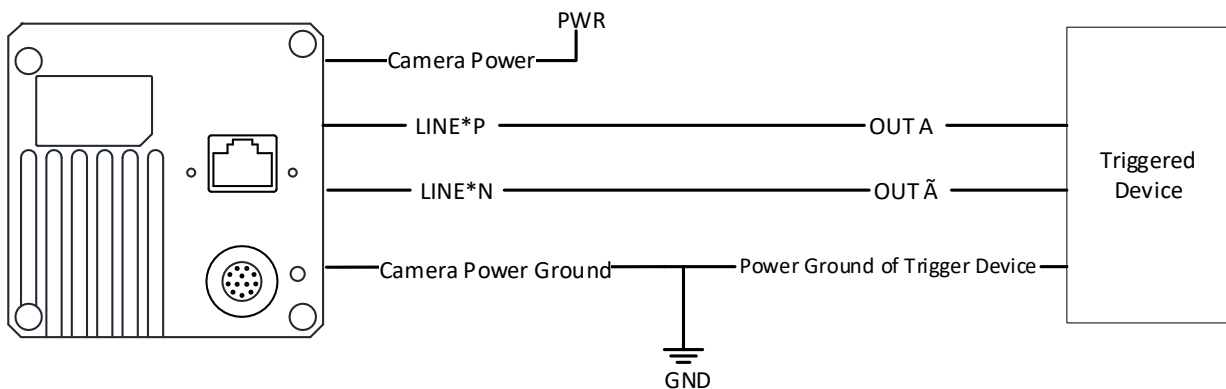 PWR
Camera Power
LINE*P
OUT A
LINE*N
OUT Ã
Triggered
Device
Camera Power Ground
Power Ground of Trigger Device
GND